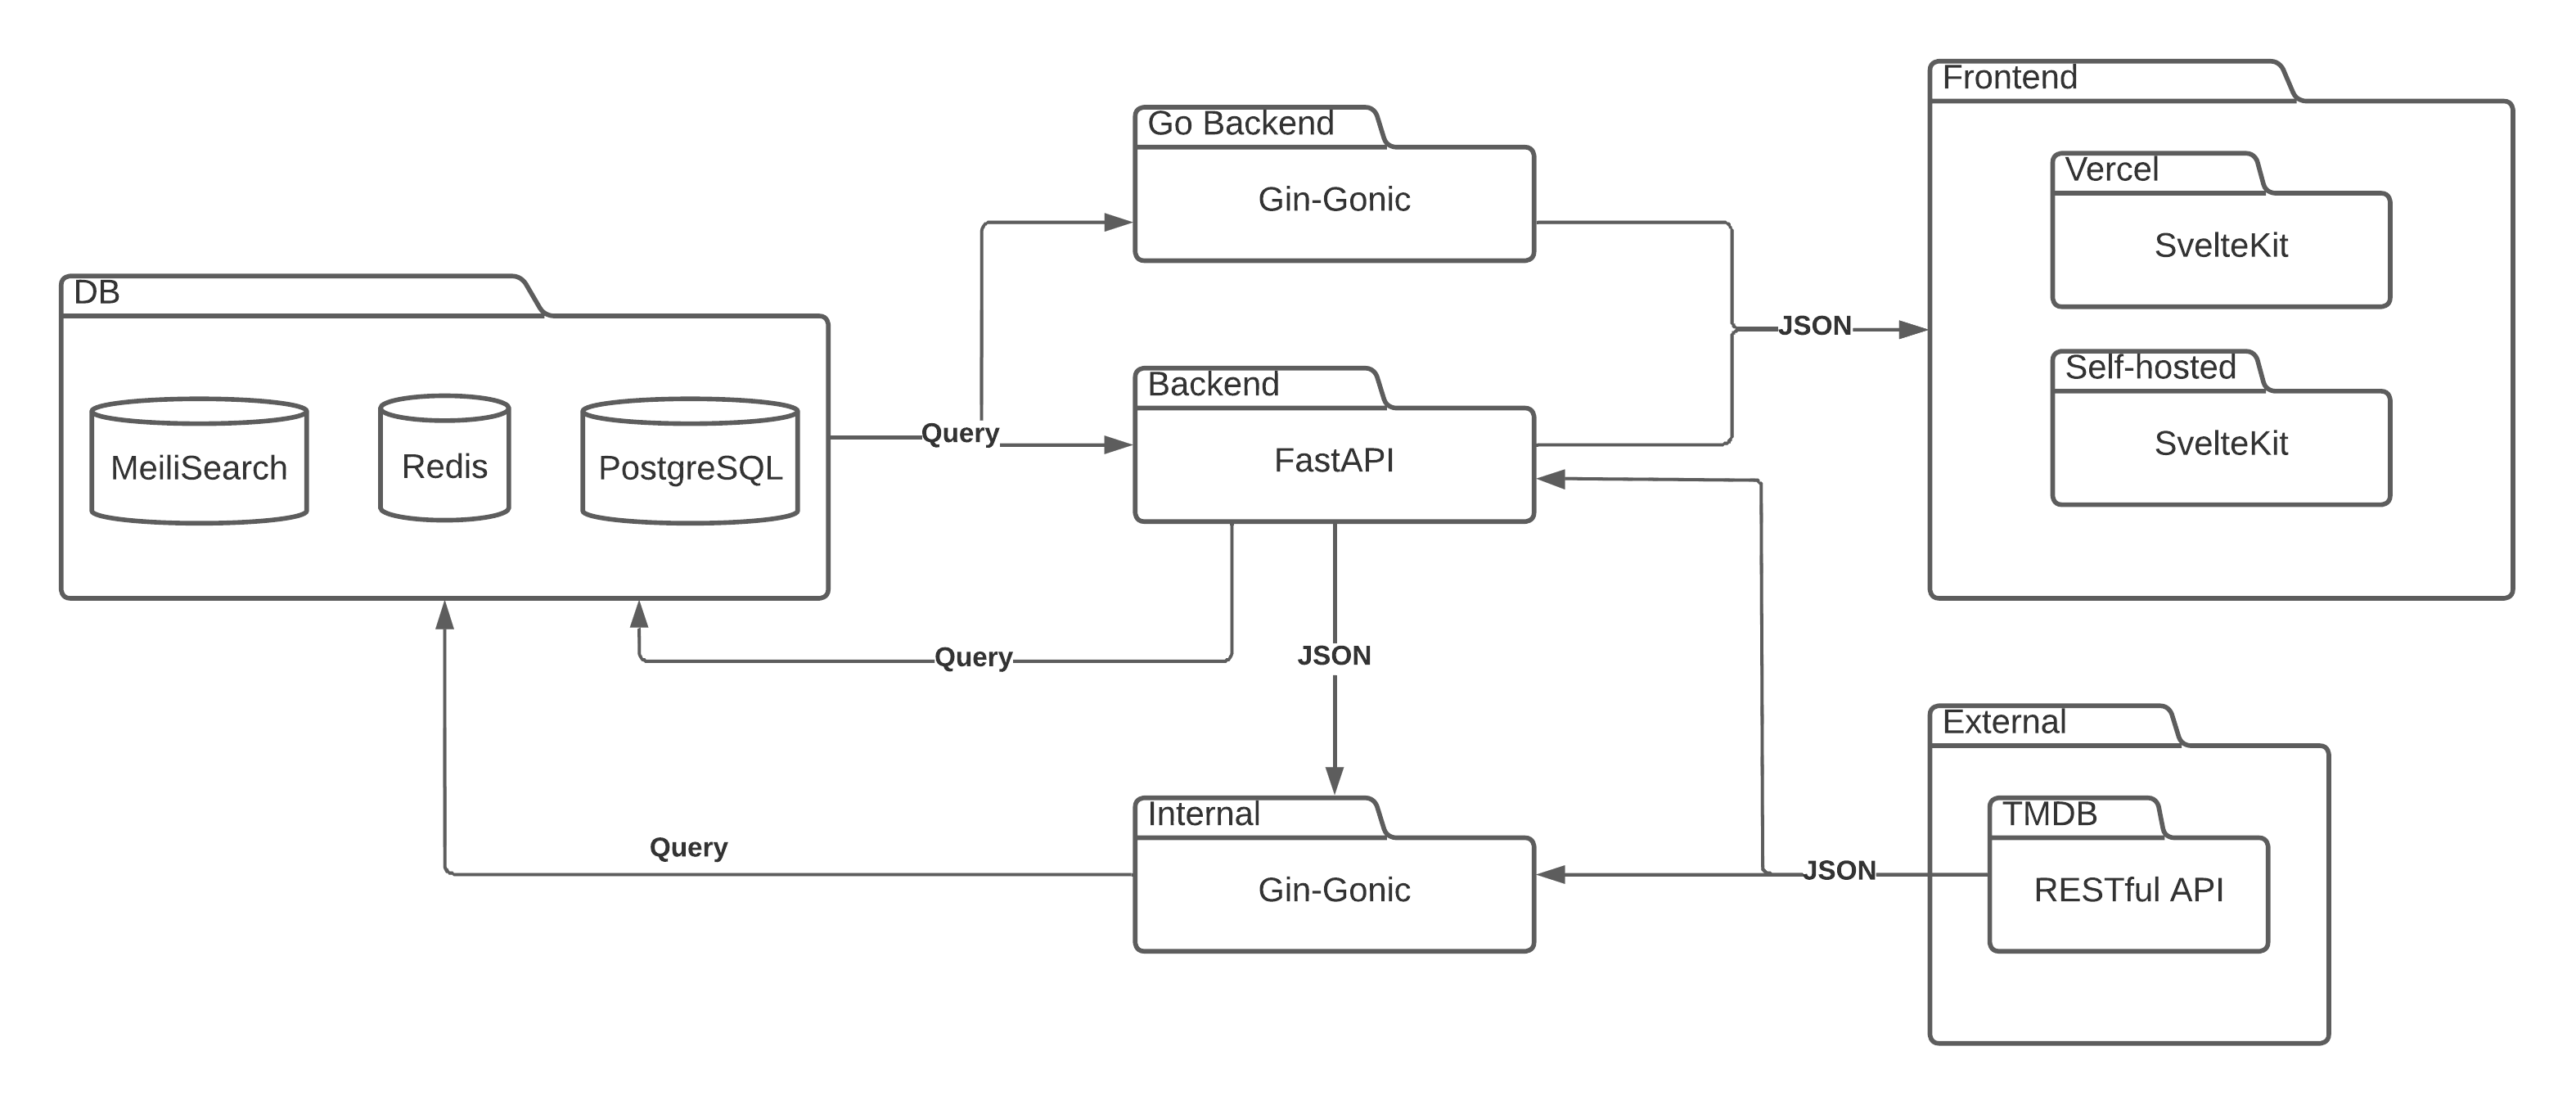 Frontend
Go Backend
Vercel
Gin-Gonic
SvelteKit
DB
JSON
Self-hosted
Backend
Query
SvelteKit
FastAPI
MeiliSearch
Redis
PostgreSQL
Query
JSON
External
Internal
TMDB
Query
JSON
Gin-Gonic
RESTful API